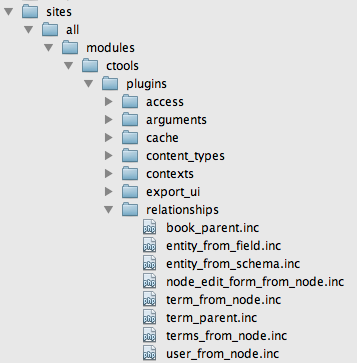 sites
all
modules
ctools
plugins
access
arguments
cache
content_types
contexts
export_ui
relationships
book_parent.inc
entity_from_field.inc
entity_from_schema.inc
node_edit_form_from_node.inc
term_from_node.inc
term_parent.inc
terms_from_node.inc
user_from_node.inc